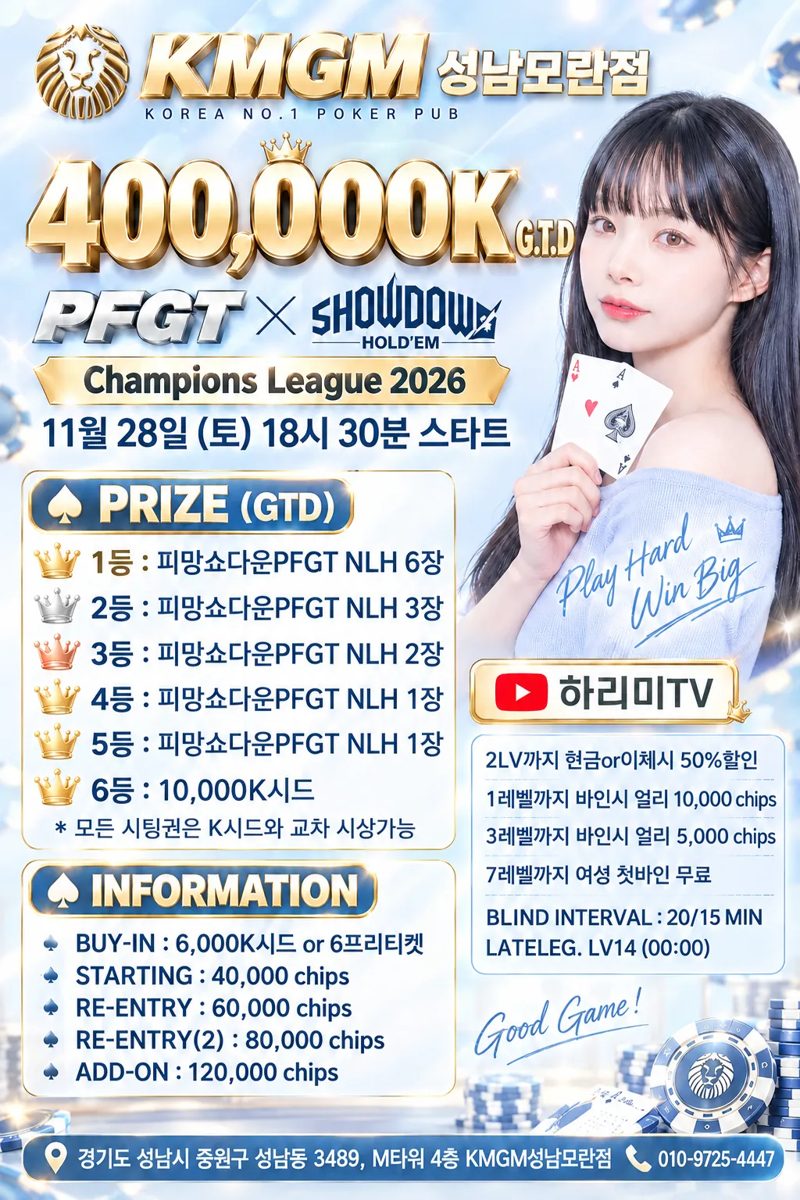 KMGM 성남모란점
KOREA NO.1 POKER PUB
400,000K G.T.D
PFGT × SHOWDOWN
HOLD'EM
Champions League 2026
11월 28일 (토) 18시 30분 스타트
PRIZE (GTD)
1등 : 피망쇼다운PFGT NLH 6장
2등 : 피망쇼다운PFGT NLH 3장
3등 : 피망쇼다운PFGT NLH 2장
4등 : 피망쇼다운PFGT NLH 1장
5등 : 피망쇼다운PFGT NLH 1장
6등 : 10,000K시드
* 모든 시팅권은 K시드와 교차 시상가능
A
A
A
Play Hard
Win Big
하리미TV
2LV까지 현금or이체시 50%할인
1레벨까지 바인시 얼리 10,000 chips
3레벨까지 바인시 얼리 5,000 chips
7레벨까지 여성 첫바인 무료
BLIND INTERVAL : 20/15 MIN
LATELEG. LV14 (00:00)
INFORMATION
BUY-IN : 6,000K시드 or 6프리티켓
STARTING : 40,000 chips
RE-ENTRY : 60,000 chips
RE-ENTRY(2) : 80,000 chips
ADD-ON : 120,000 chips
Good Game!
경기도 성남시 중원구 성남동 3489, M타워 4층 KMGM성남모란점
010-9725-4447